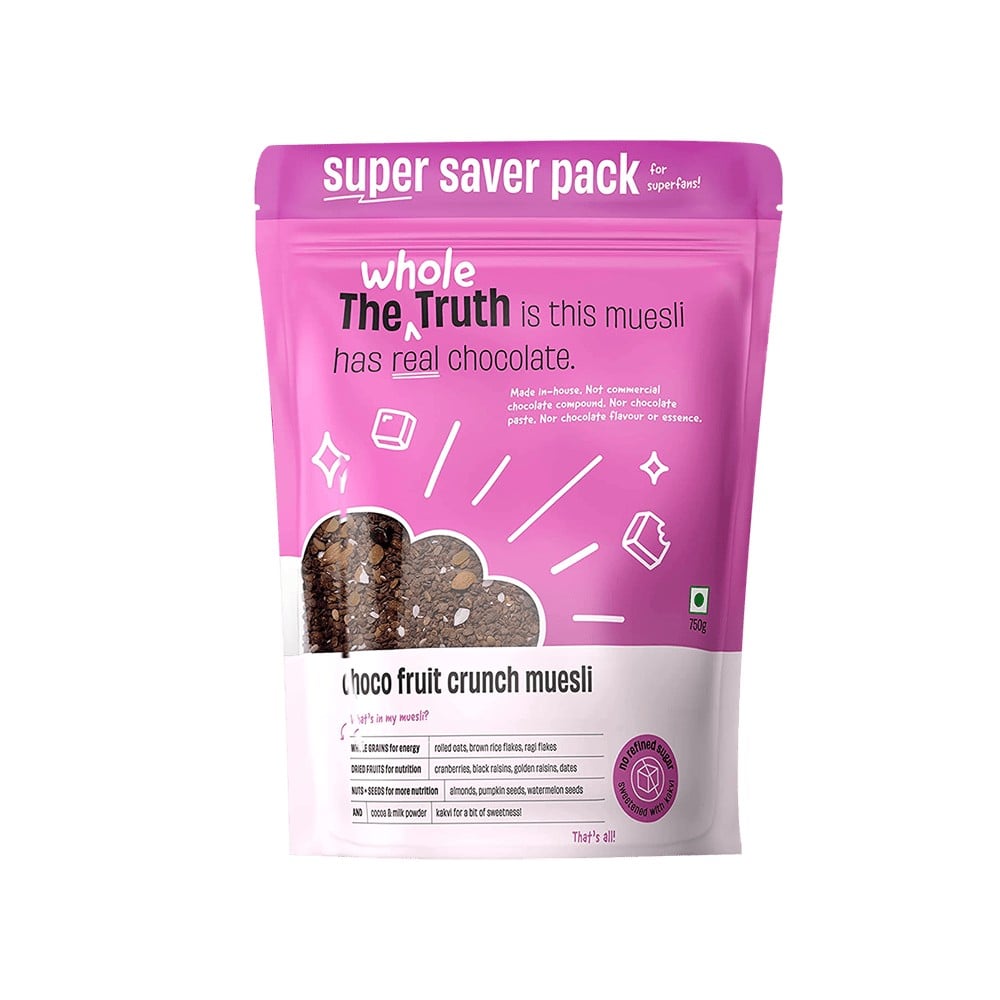 super saver pack for superfans!
The whole Truth is this muesli
has real chocolate.
Made in-house. Not commercial
chocolate compound. Nor chocolate
paste. Nor chocolate flavour or essence.
750g
choco fruit crunch muesli
What's in my muesli?
WHOLE GRAINS for energy rolled oats, brown rice flakes, ragi flakes
DRIED FRUITS for nutrition cranberries, black raisins, golden raisins, dates
NUTS + SEEDS for more nutrition almonds, pumpkin seeds, watermelon seeds
AND cocoa & milk powder kakvi for a bit of sweetness!
no refined sugar
sweetened with kakvi
That's all!